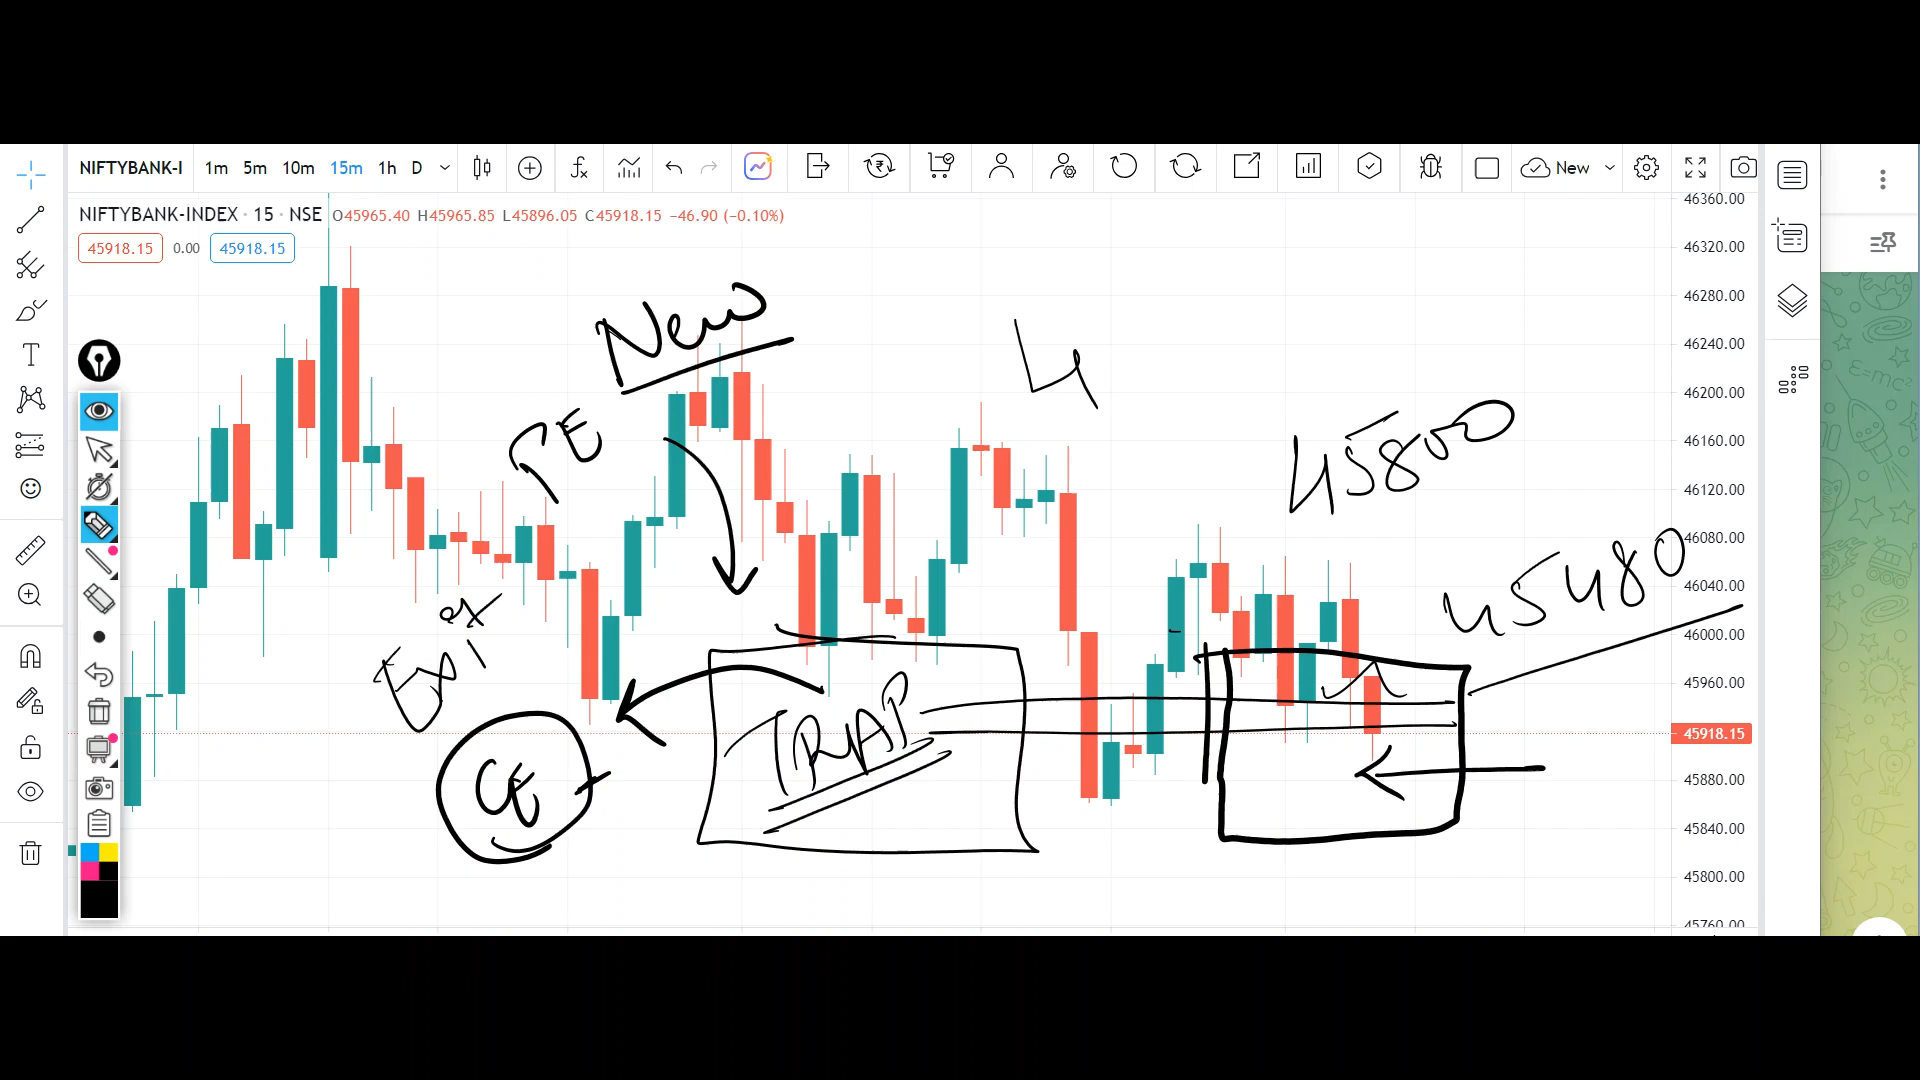 NIFTYBANK-I 1m 5m 10m 15m 1h D New
NIFTYBANK-INDEX · 15 · NSE O45965.40 H45965.85 L45896.05 C45918.15 −46.90 (−0.10%)
45918.15 0.00 45918.15
46360.00
46320.00
46280.00
46240.00
46200.00
46160.00
46120.00
46080.00
46040.00
46000.00
45960.00
45918.15
45880.00
45840.00
45800.00
45760.00
New
PE
4
45800
45480
TRAP
CE